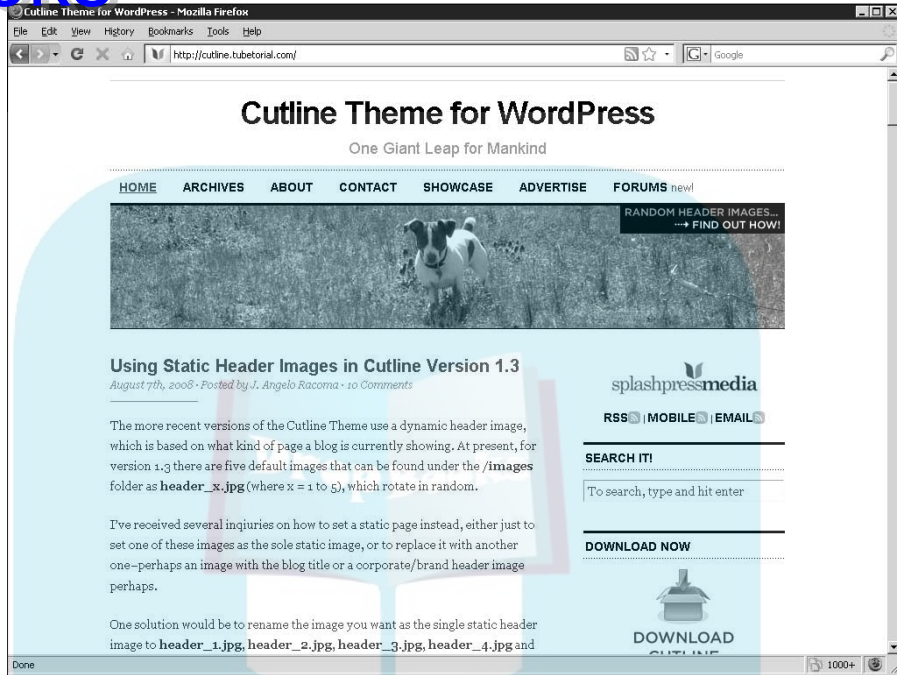 Cutline Theme for WordPress - Mozilla Firefox
File Edit View History Bookmarks Tools Help
http://cutline.tubetorial.com/
Google
Cutline Theme for WordPress
One Giant Leap for Mankind
HOME ARCHIVES ABOUT CONTACT SHOWCASE ADVERTISE FORUMS new!
RANDOM HEADER IMAGES...
FIND OUT HOW!
Using Static Header Images in Cutline Version 1.3
August 7th, 2008 · Posted by J. Angelo Racoma · 10 Comments
The more recent versions of the Cutline Theme use a dynamic header image,
which is based on what kind of page a blog is currently showing. At present, for
version 1.3 there are five default images that can be found under the /images
folder as header_x.jpg (where x = 1 to 5), which rotate in random.
I've received several inqiuries on how to set a static page instead, either just to
set one of these images as the sole static image, or to replace it with another
one–perhaps an image with the blog title or a corporate/brand header image
perhaps.
One solution would be to rename the image you want as the single static header
image to header_1.jpg, header_2.jpg, header_3.jpg, header_4.jpg and
splashpressmedia
RSS | MOBILE | EMAIL
SEARCH IT!
To search, type and hit enter
DOWNLOAD NOW
DOWNLOAD
CUTLINE
Done
1000+